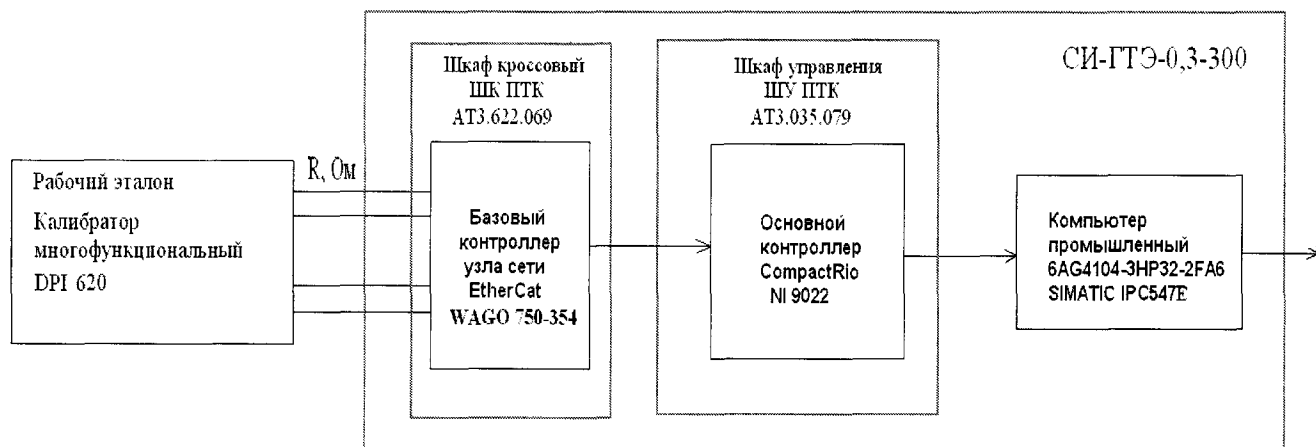 СИ-ГТЭ-0,3-300
Шкаф кроссовый
ШК ПТК
АТ3.622.069
Шкаф управления
ШУ ПТК
АТ3.035.079
Рабочий эталон
Калибратор
многофункциональный
DPI 620
R, Ом
Базовый
контроллер
узла сети
EtherCat
WAGO 750-354
Основной
контроллер
CompactRio
NI 9022
Компьютер
промышленный
6AG4104-3HP32-2FA6
SIMATIC IPC547E